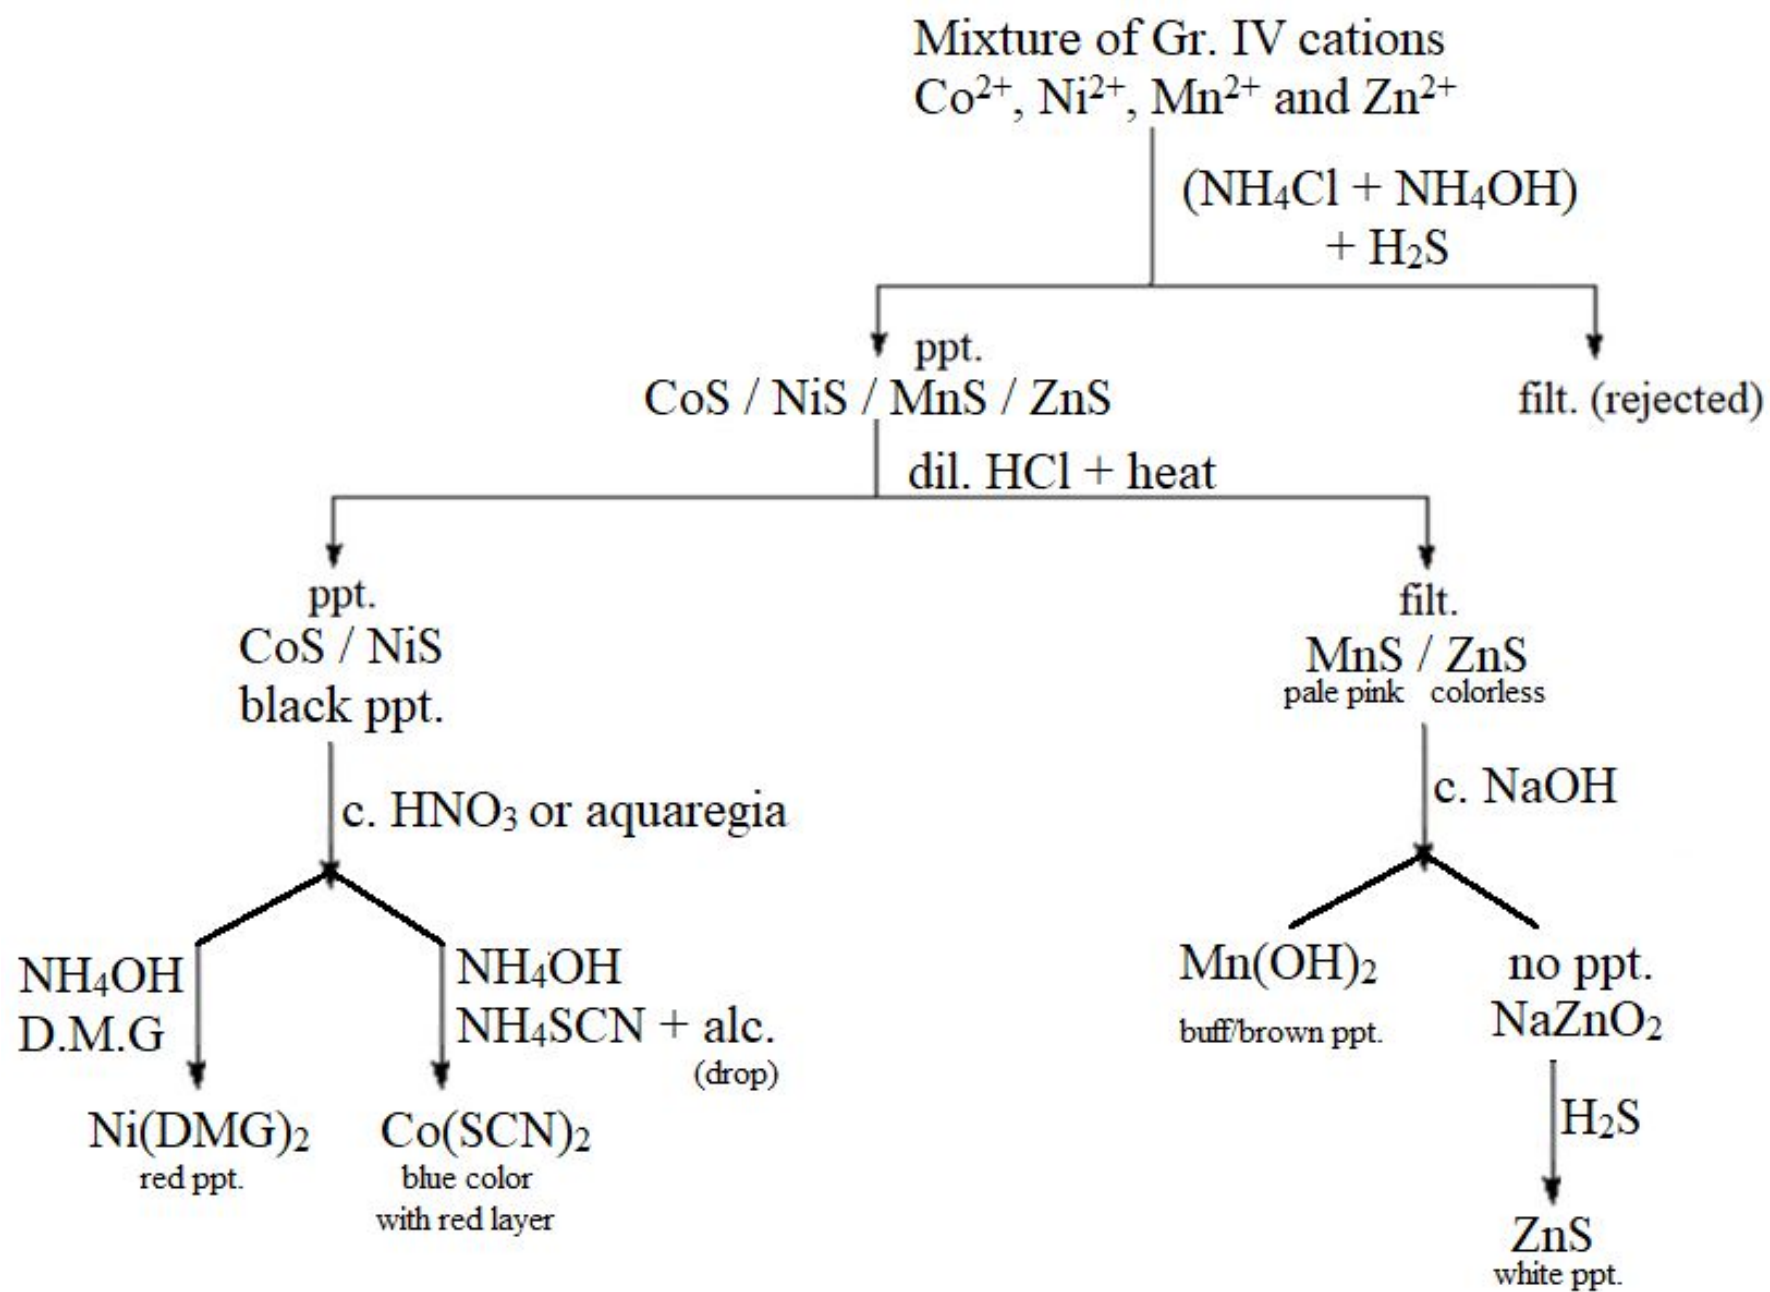 Mixture of Gr. IV cations
Co²⁺, Ni²⁺, Mn²⁺ and Zn²⁺
(NH₄Cl + NH₄OH)
+ H₂S
ppt.
CoS / NiS / MnS / ZnS
filt. (rejected)
dil. HCl + heat
ppt.
CoS / NiS
black ppt.
filt.
MnS / ZnS
pale pink colorless
c. HNO₃ or aquaregia
c. NaOH
NH₄OH
D.M.G
NH₄OH
NH₄SCN + alc.
(drop)
Ni(DMG)₂
red ppt.
Co(SCN)₂
blue color
with red layer
Mn(OH)₂
buff/brown ppt.
no ppt.
NaZnO₂
H₂S
ZnS
white ppt.